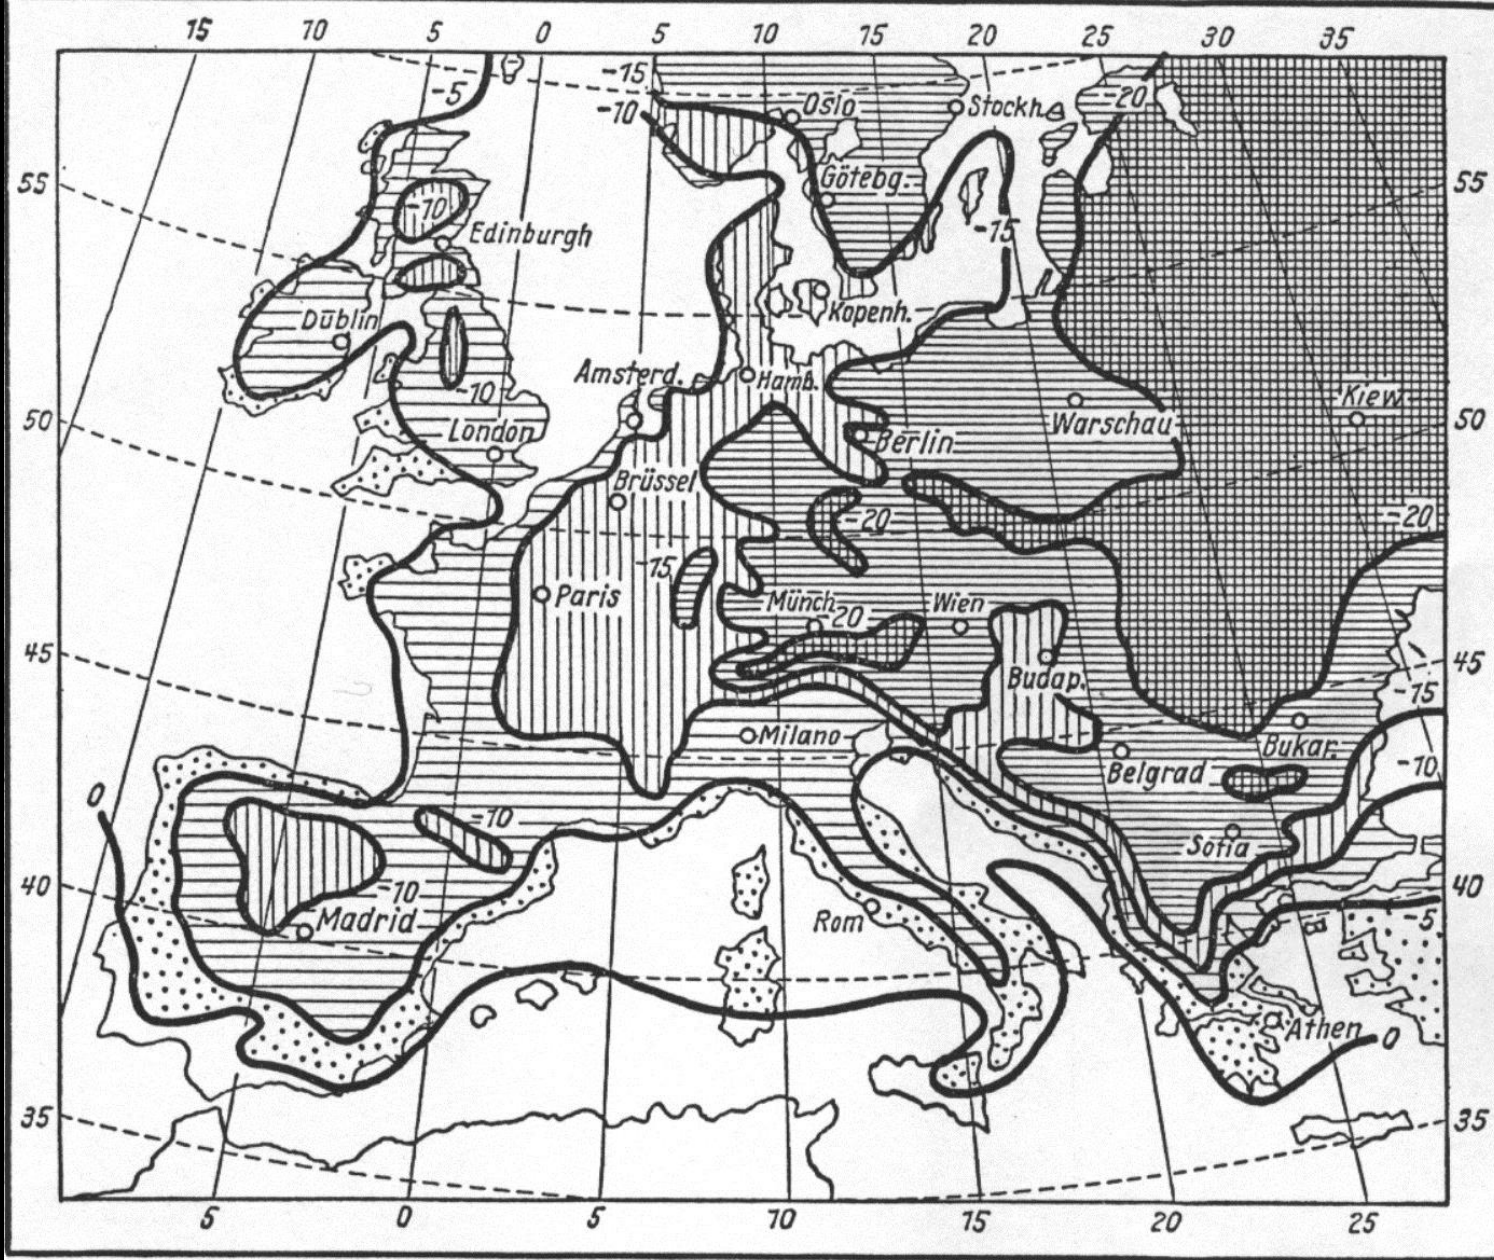 15 70 5 0 5 10 15 20 25 30 35
-15
-5
-20
-10
Oslo
Stockh.
55
Götebg.
55
-10
Edinburgh
-15
Dublin
Kopenh.
Amsterd.
Hamb.
-10
Kiew
50
Warschau
50
London
Berlin
Brüssel
-20
-20
-15
Paris
Münch.
-20
Wien
45
45
Budap.
-15
Milano
Bukar.
Belgrad
-10
0
-10
Sofia
40
-10
40
Madrid
Rom
-5
Athen
0
35
35
5 0 5 10 15 20 25